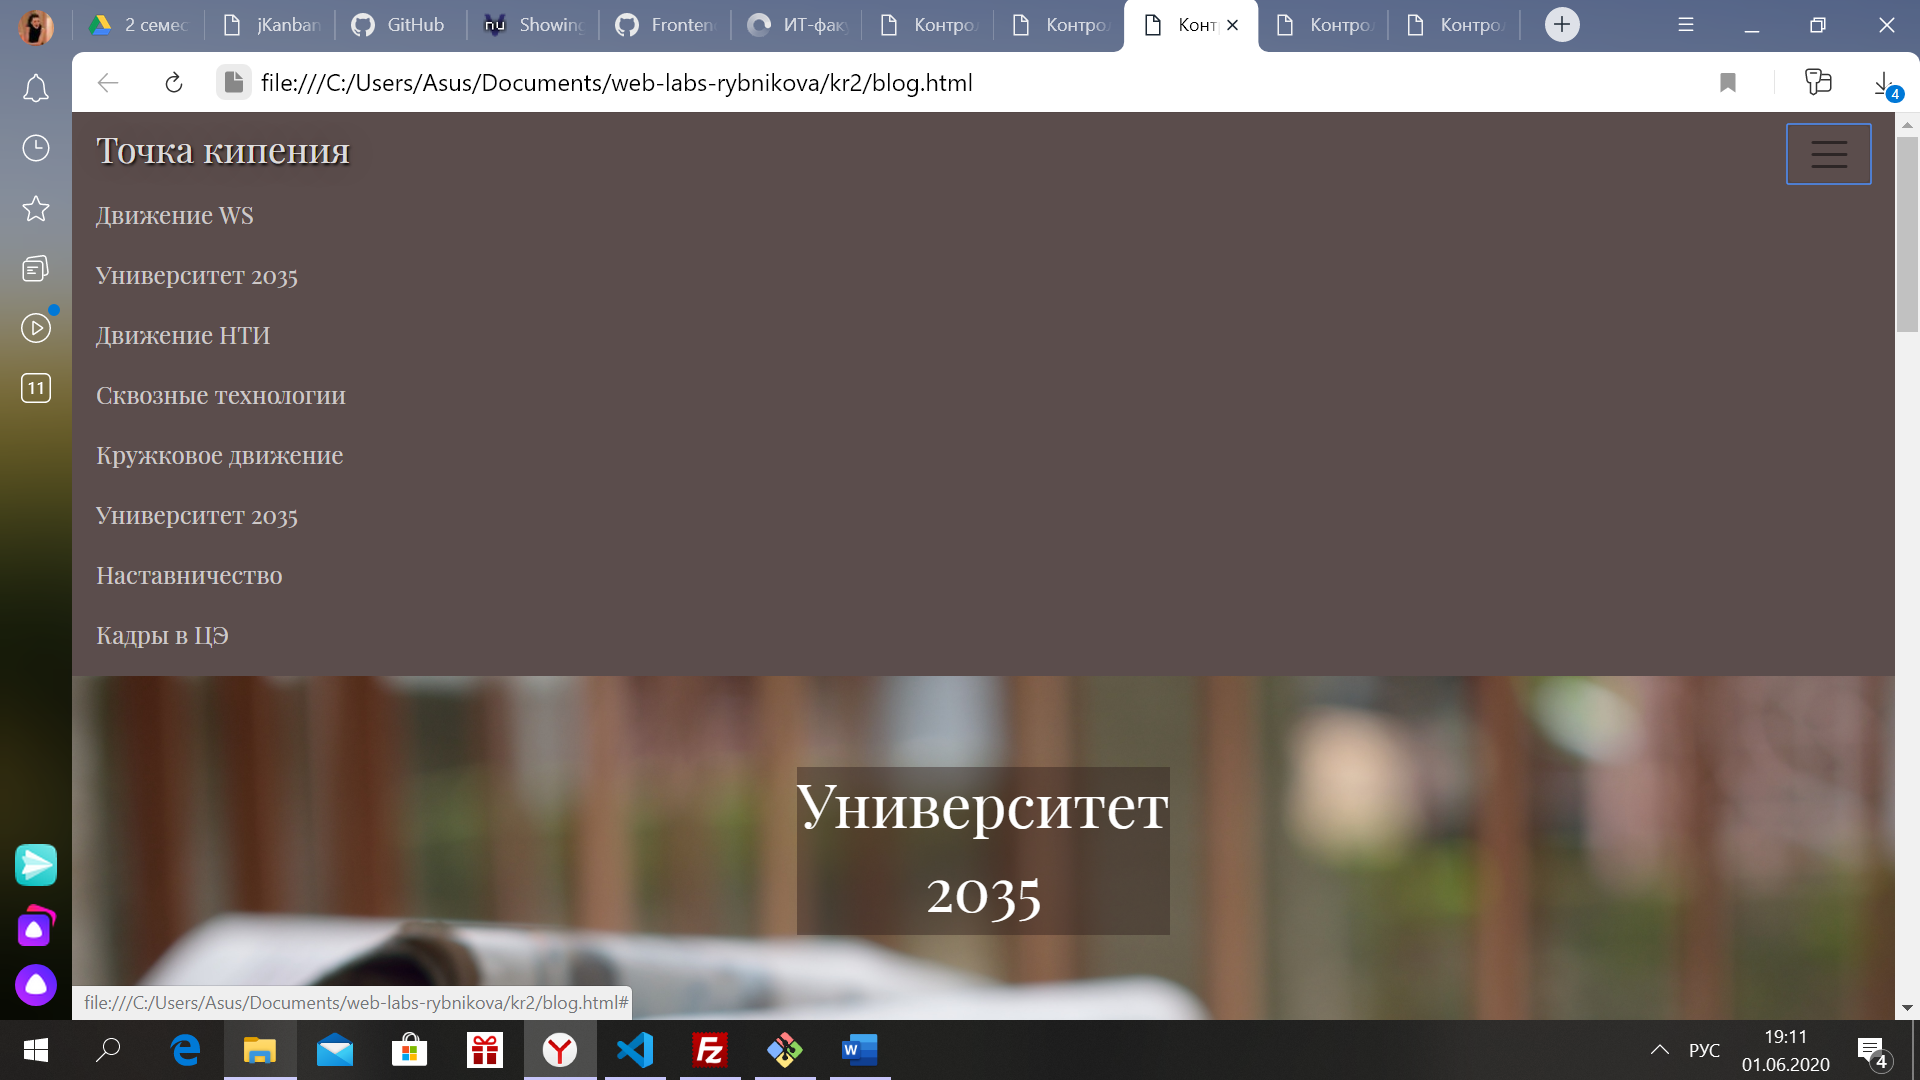 2 семес
jKanban
GitHub
Showing
Fronten
ИТ-фак
Контро
Контро
Конт
Контро
Контро
file:///C:/Users/Asus/Documents/web-labs-rybnikova/kr2/blog.html
4
11
Точка кипения
Движение WS
Университет 2035
Движение НТИ
Сквозные технологии
Кружковое движение
Университет 2035
Наставничество
Кадры в ЦЭ
Университет
2035
file:///C:/Users/Asus/Documents/web-labs-rybnikova/kr2/blog.html#
РУС
19:11
01.06.2020
4